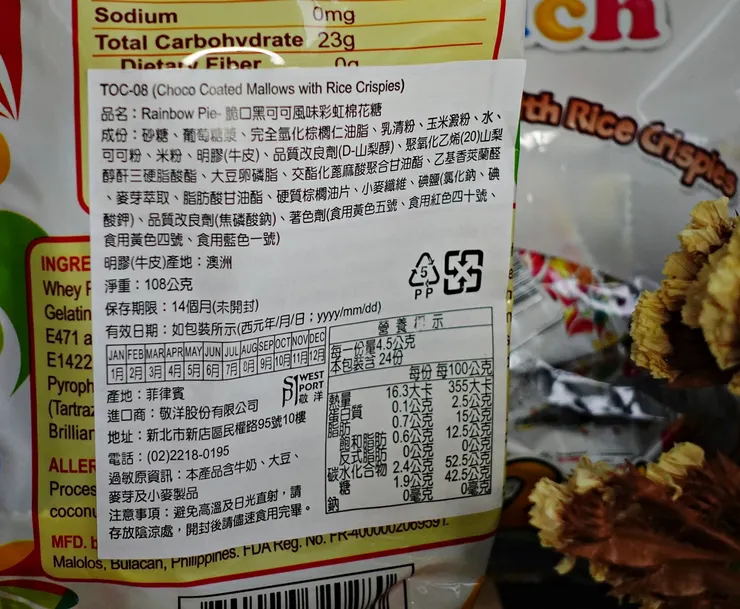 Sodium 0mg
Total Carbohydrate 23g
Dietary Fiber 0g
ch
th Rice Crispies
TOC-08 (Choco Coated Mallows with Rice Crispies)
品名：Rainbow Pie- 脆口黑可可風味彩虹棉花糖
成份：砂糖、葡萄糖漿、完全氫化棕櫚仁油脂、乳清粉、玉米澱粉、水、
可可粉、米粉、明膠(牛皮)、品質改良劑(D-山梨醇)、聚氧化乙烯(20)山梨
醇酐三硬脂酸酯、大豆卵磷脂、交酯化蓖麻酸聚合甘油酯、乙基香莢蘭醛
、麥芽萃取、脂肪酸甘油酯、硬質棕櫚油片、小麥纖維、碘鹽(氯化鈉、碘
酸鉀)、品質改良劑(焦磷酸鈉)、著色劑(食用黃色五號、食用紅色四十號、
食用黃色四號、食用藍色一號)
明膠(牛皮)產地：澳洲
淨重：108公克
保存期限：14個月(未開封)
有效日期：如包裝所示(西元年/月/日；yyyy/mm/dd)
JAN FEB MAR APR MAY JUN JUL AUG SEP OCT NOV DEC
1月 2月 3月 4月 5月 6月 7月 8月 9月 10月 11月 12月
產地：菲律賓
進口商：敬洋股份有限公司
地址：新北市新店區民權路95號10樓
電話：(02)2218-0195
過敏原資訊：本產品含牛奶、大豆、
麥芽及小麥製品
注意事項：避免高溫及日光直射，請
存放陰涼處，開封後請儘速食用完畢。
WEST
PORT
敬洋
5
PP
營養標示
每一份量4.5公克
本包裝含 24份
每份 每100公克
熱量 16.3大卡 355大卡
蛋白質 0.1公克 2.5公克
脂肪 0.7公克 15公克
飽和脂肪 0.6公克 12.5公克
反式脂肪 0公克 0公克
碳水化合物 2.4公克 52.5公克
糖 1.9公克 42.5公克
鈉 0毫克 0毫克
INGRE
Whey P
Gelatin
E471 a
E1422
Pyroph
(Tartraz
Brillian
ALLER
Proces
coconu
MFD. b
Malolos, Bulacan, Philippines. FDA Reg. No. FR-4000002069591.